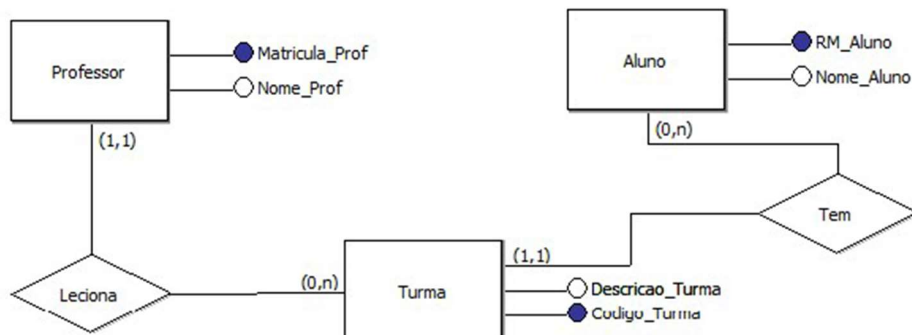 Professor
Matricula_Prof
Nome_Prof
(1,1)
Aluno
RM_Aluno
Nome_Aluno
(0,n)
Tem
Leciona
(0,n)
Turma
(1,1)
Descricao_Turma
Codigo_Turma